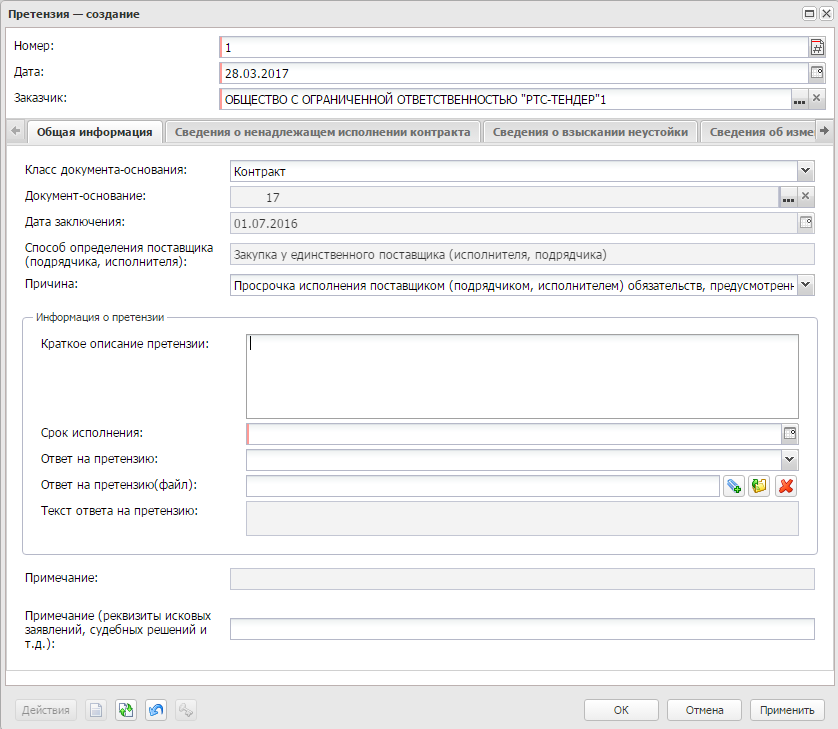 Претензия — создание
Номер: 1
Дата: 28.03.2017
Заказчик: ОБЩЕСТВО С ОГРАНИЧЕННОЙ ОТВЕТСТВЕННОСТЬЮ "РТС-ТЕНДЕР"1 ...
Общая информация Сведения о ненадлежащем исполнении контракта Сведения о взыскании неустойки Сведения об изме
Класс документа-основания: Контракт
Документ-основание: 17 ...
Дата заключения: 01.07.2016
Способ определения поставщика
(подрядчика, исполнителя): Закупка у единственного поставщика (исполнителя, подрядчика)
Причина: Просрочка исполнения поставщиком (подрядчиком, исполнителем) обязательств, предусмотренн
Информация о претензии
Краткое описание претензии:
Срок исполнения:
Ответ на претензию:
Ответ на претензию(файл):
Текст ответа на претензию:
Примечание:
Примечание (реквизиты исковых
заявлений, судебных решений и
т.д.):
Действия ОК Отмена Применить